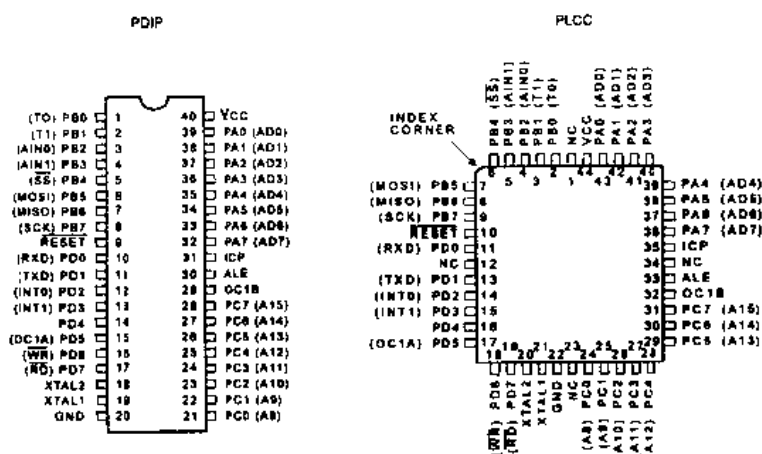 PDIP
(T0) PB0 1 40 VCC
(T1) PB1 2 39 PA0 (AD0)
(AIN0) PB2 3 38 PA1 (AD1)
(AIN1) PB3 4 37 PA2 (AD2)
(SS) PB4 5 36 PA3 (AD3)
(MOSI) PB5 6 35 PA4 (AD4)
(MISO) PB6 7 34 PA5 (AD5)
(SCK) PB7 8 33 PA6 (AD6)
RESET 9 32 PA7 (AD7)
(RXD) PD0 10 31 ICP
(TXD) PD1 11 30 ALE
(INT0) PD2 12 29 OC1B
(INT1) PD3 13 28 PC7 (A15)
PD4 14 27 PC6 (A14)
(OC1A) PD5 15 26 PC5 (A13)
(WR) PD6 16 25 PC4 (A12)
(RD) PD7 17 24 PC3 (A11)
XTAL2 18 23 PC2 (A10)
XTAL1 19 22 PC1 (A9)
GND 20 21 PC0 (A8)
PLCC
INDEX
CORNER
PB4 (SS)
PB3 (AIN1)
PB2 (AIN0)
PB1 (T1)
PB0 (T0)
NC
VCC
PA0 (AD0)
PA1 (AD1)
PA2 (AD2)
PA3 (AD3)
6 5 4 3 2 1 44 43 42 41 40
(MOSI) PB5 7 39 PA4 (AD4)
(MISO) PB6 8 38 PA5 (AD5)
(SCK) PB7 9 37 PA6 (AD6)
RESET 10 36 PA7 (AD7)
(RXD) PD0 11 35 ICP
NC 12 34 NC
(TXD) PD1 13 33 ALE
(INT0) PD2 14 32 OC1B
(INT1) PD3 15 31 PC7 (A15)
PD4 16 30 PC6 (A14)
(OC1A) PD5 17 29 PC5 (A13)
18 19 20 21 22 23 24 25 26 27 28
(WR) PD6
(RD) PD7
XTAL2
XTAL1
GND
NC
(A8) PC0
(A9) PC1
(A10) PC2
(A11) PC3
(A12) PC4